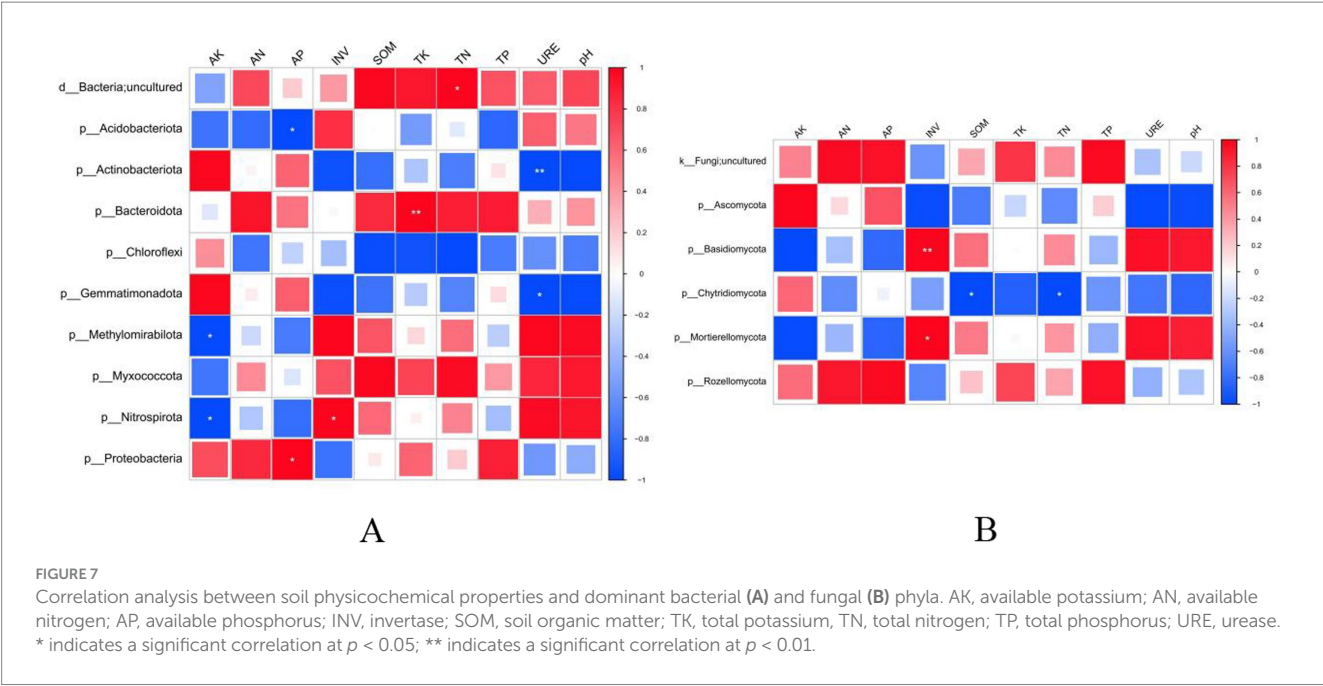 AK AN AP INV SOM TK TN TP URE pH
d__Bacteria;uncultured *
p__Acidobacteriota *
p__Actinobacteriota **
p__Bacteroidota **
p__Chloroflexi
p__Gemmatimonadota *
p__Methylomirabilota *
p__Myxococcota
p__Nitrospirota * *
p__Proteobacteria *
1
0.8
0.6
0.4
0.2
0
−0.2
−0.4
−0.6
−0.8
−1
A
AK AN AP INV SOM TK TN TP URE pH
k__Fungi;uncultured
p__Ascomycota
p__Basidiomycota **
p__Chytridiomycota * *
p__Mortierellomycota *
p__Rozellomycota
1
0.8
0.6
0.4
0.2
0
−0.2
−0.4
−0.6
−0.8
−1
B
FIGURE 7
Correlation analysis between soil physicochemical properties and dominant bacterial (A) and fungal (B) phyla. AK, available potassium; AN, available
nitrogen; AP, available phosphorus; INV, invertase; SOM, soil organic matter; TK, total potassium, TN, total nitrogen; TP, total phosphorus; URE, urease.
* indicates a significant correlation at p < 0.05; ** indicates a significant correlation at p < 0.01.